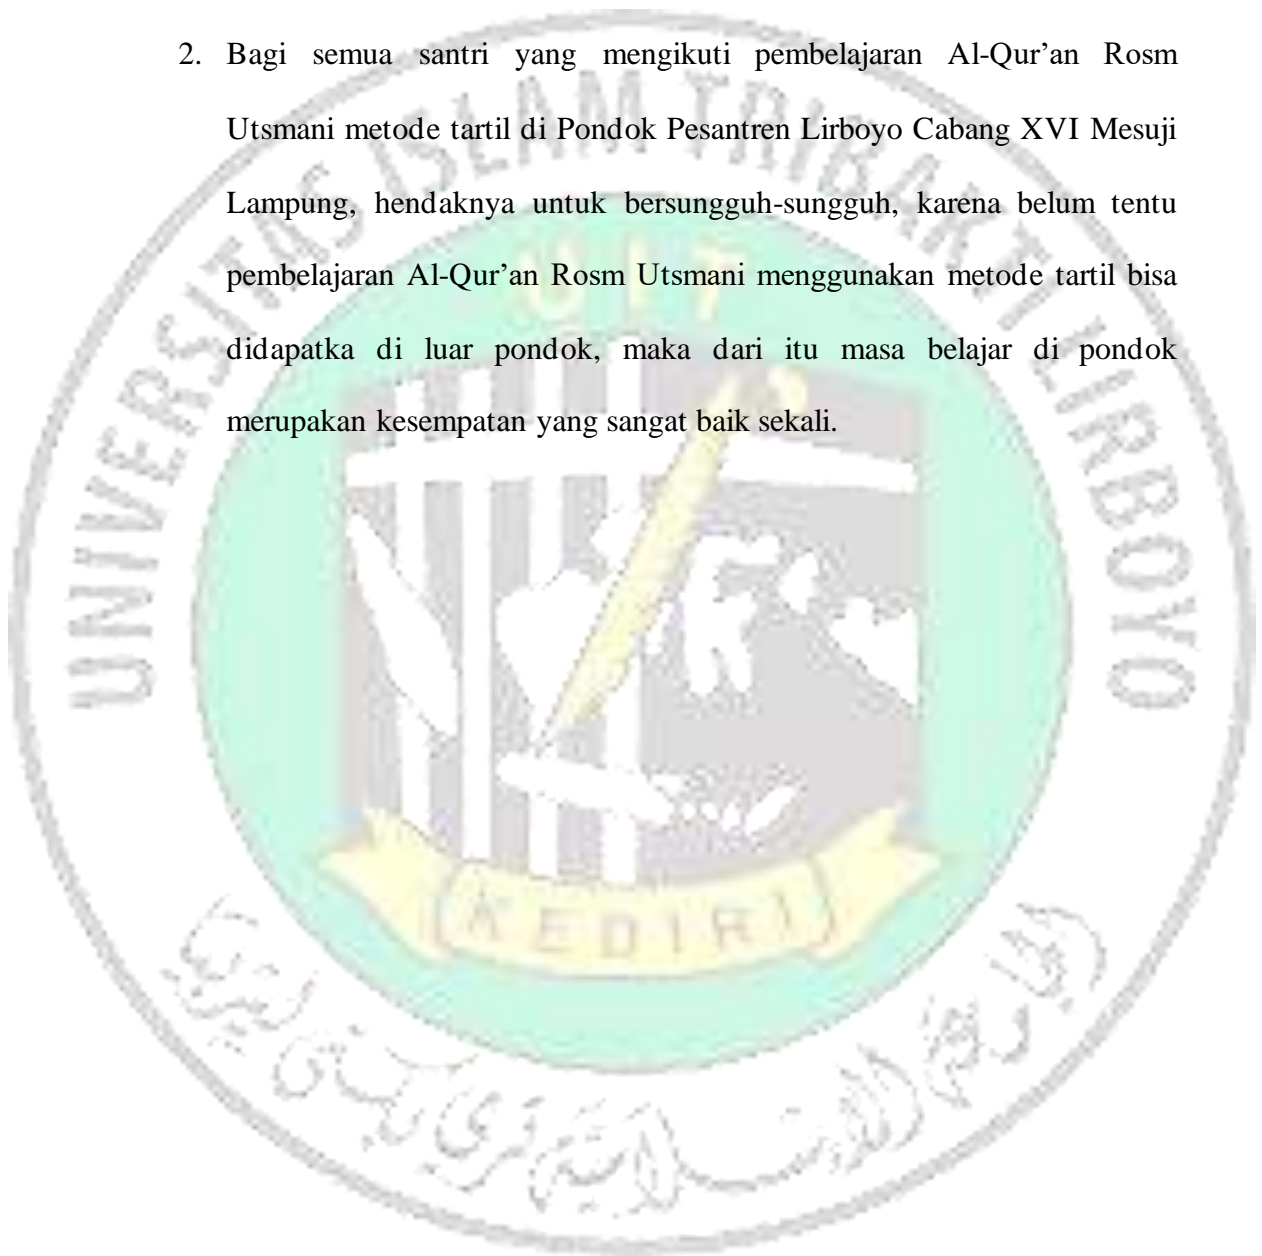 2. Bagi semua santri yang mengikuti pembelajaran Al-Qur’an Rosm
Utsmani metode tartil di Pondok Pesantren Lirboyo Cabang XVI Mesuji
Lampung, hendaknya untuk bersungguh-sungguh, karena belum tentu
pembelajaran Al-Qur’an Rosm Utsmani menggunakan metode tartil bisa
didapatka di luar pondok, maka dari itu masa belajar di pondok
merupakan kesempatan yang sangat baik sekali.
UNIVERSITAS ISLAM TRIBAKTI LIRBOYO
UIT
KEDIRI